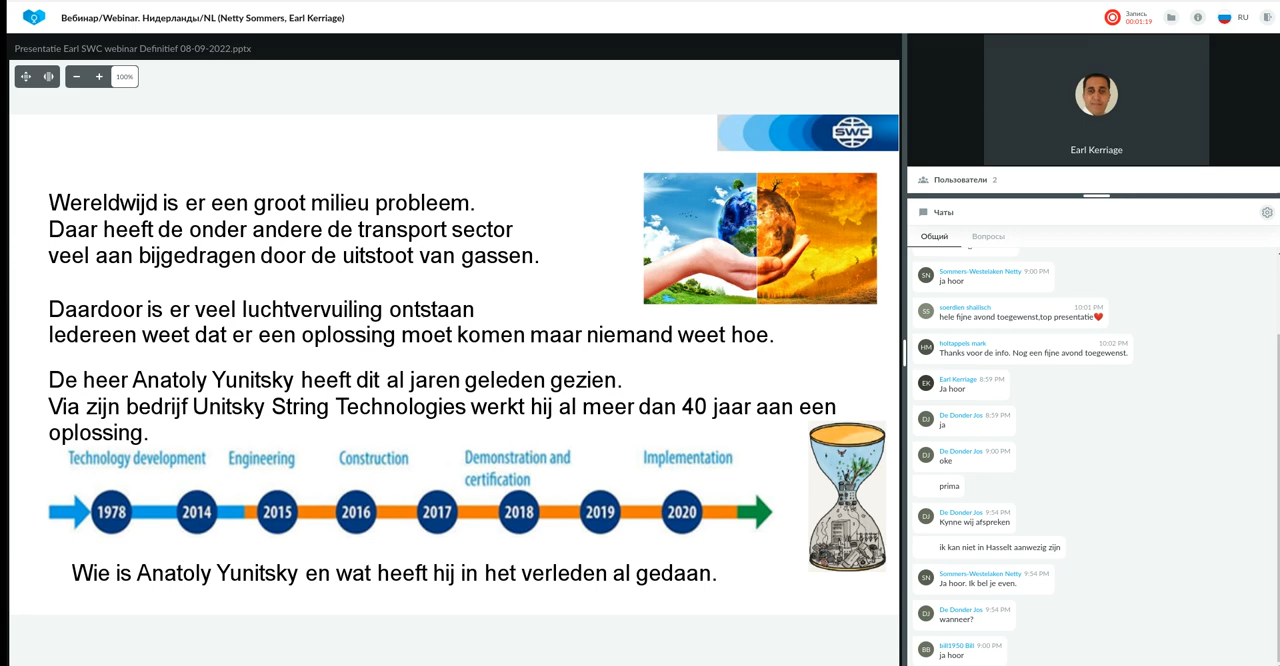 Вебинар/Webinar. Нидерланды/NL (Netty Sommers, Earl Kerriage)
Запись
00:01:19
RU
Presentatie Earl SWC webinar Definitief 08-09-2022.pptx
100%
SWC
Wereldwijd is er een groot milieu probleem.
Daar heeft de onder andere de transport sector
veel aan bijgedragen door de uitstoot van gassen.
Daardoor is er veel luchtvervuiling ontstaan
Iedereen weet dat er een oplossing moet komen maar niemand weet hoe.
De heer Anatoly Yunitsky heeft dit al jaren geleden gezien.
Via zijn bedrijf Unitsky String Technologies werkt hij al meer dan 40 jaar aan een
oplossing.
Technology development
Engineering
Construction
Demonstration and
certification
Implementation
1978
2014
2015
2016
2017
2018
2019
2020
Wie is Anatoly Yunitsky en wat heeft hij in het verleden al gedaan.
Earl Kerriage
Пользователи 2
Чаты
Общий
Вопросы
SN
Sommers-Westelaken Netty 9:00 PM
ja hoor
SS
soerdien shailisch 10:01 PM
hele fijne avond toegewenst,top presentatie❤️
HM
holtappels mark 10:02 PM
Thanks voor de info. Nog een fijne avond toegewenst.
EK
Earl Kerriage 8:59 PM
Ja hoor
DJ
De Donder Jos 8:59 PM
ja
DJ
De Donder Jos 9:00 PM
oke
prima
DJ
De Donder Jos 9:54 PM
Kynne wij afspreken
ik kan niet in Hasselt aanwezig zijn
SN
Sommers-Westelaken Netty 9:54 PM
Ja hoor. Ik bel je even.
DJ
De Donder Jos 9:54 PM
wanneer?
BB
bill1950 Bill 9:00 PM
ja hoor